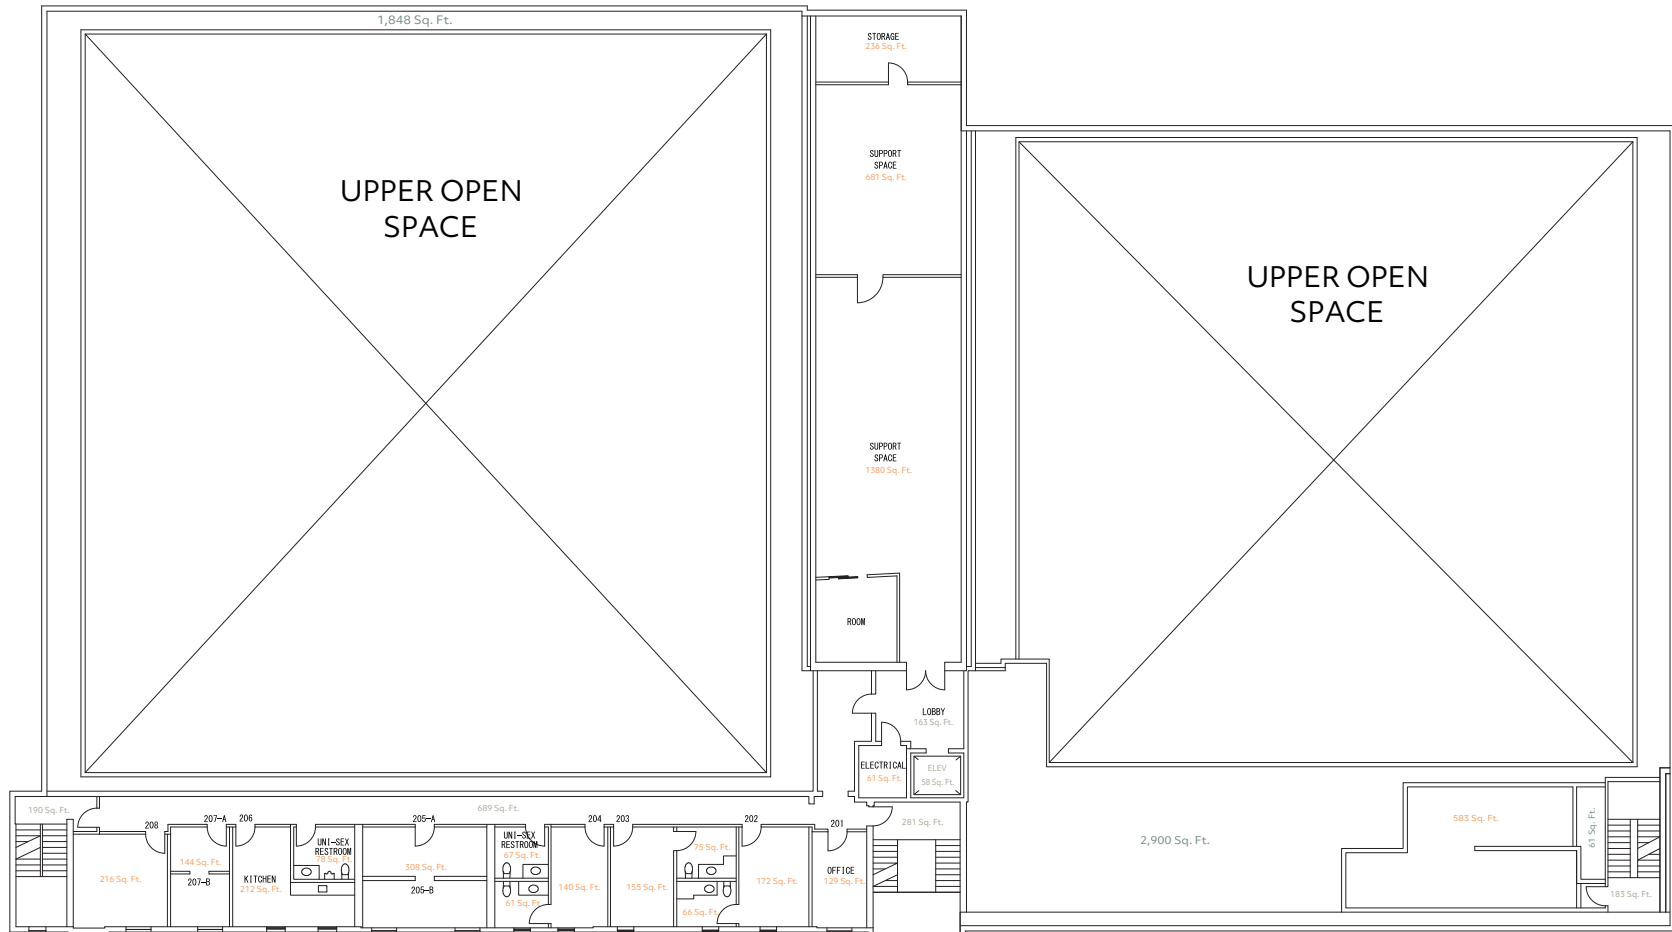 1,848 Sq. Ft.
STORAGE
236 Sq. Ft.
UPPER OPEN
SPACE
SUPPORT
SPACE
681 Sq. Ft.
UPPER OPEN
SPACE
SUPPORT
SPACE
1380 Sq. Ft.
ROOM
LOBBY
163 Sq. Ft.
ELECTRICAL
61 Sq. Ft.
ELEV
58 Sq. Ft.
190 Sq. Ft.
689 Sq. Ft.
281 Sq. Ft.
208
207-A
206
205-A
204
203
202
201
UNI-SEX
RESTROOM
78 Sq. Ft.
UNI-SEX
RESTROOM
67 Sq. Ft.
75 Sq. Ft.
144 Sq. Ft.
308 Sq. Ft.
216 Sq. Ft.
207-B
KITCHEN
212 Sq. Ft.
205-B
61 Sq. Ft.
140 Sq. Ft.
155 Sq. Ft.
66 Sq. Ft.
172 Sq. Ft.
OFFICE
129 Sq. Ft.
2,900 Sq. Ft.
583 Sq. Ft.
61 Sq. Ft.
183 Sq. Ft.